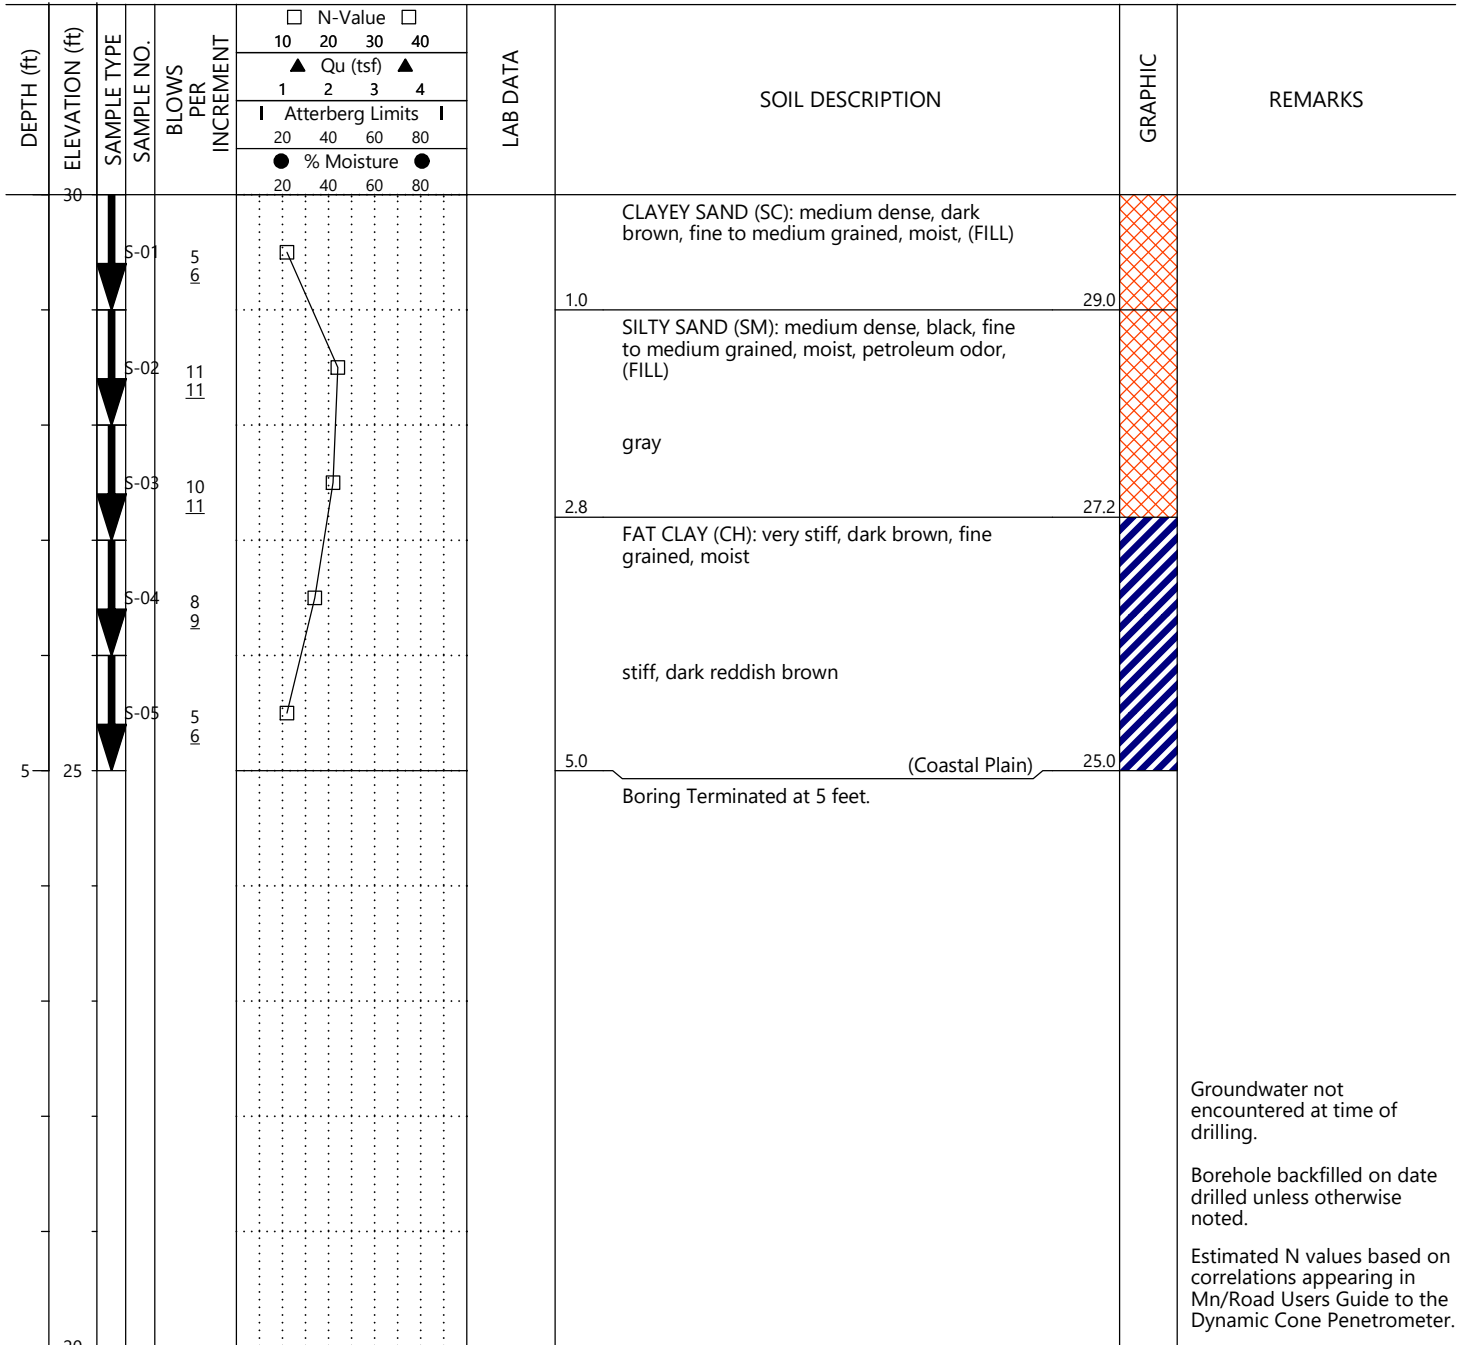 DEPTH (ft)
ELEVATION (ft)
SAMPLE TYPE
SAMPLE NO.
BLOWS
PER
INCREMENT
N-Value
10 20 30 40
Qu (tsf)
1 2 3 4
Atterberg Limits
20 40 60 80
% Moisture
20 40 60 80
LAB DATA
SOIL DESCRIPTION
GRAPHIC
REMARKS
30
CLAYEY SAND (SC): medium dense, dark
brown, fine to medium grained, moist, (FILL)
S-01
5
6
1.0 29.0
SILTY SAND (SM): medium dense, black, fine
to medium grained, moist, petroleum odor,
(FILL)
S-02
11
11
gray
S-03
10
11
2.8 27.2
FAT CLAY (CH): very stiff, dark brown, fine
grained, moist
S-04
8
9
stiff, dark reddish brown
S-05
5
6
5 25
5.0 (Coastal Plain) 25.0
Boring Terminated at 5 feet.
Groundwater not
encountered at time of
drilling.
Borehole backfilled on date
drilled unless otherwise
noted.
Estimated N values based on
correlations appearing in
Mn/Road Users Guide to the
Dynamic Cone Penetrometer.